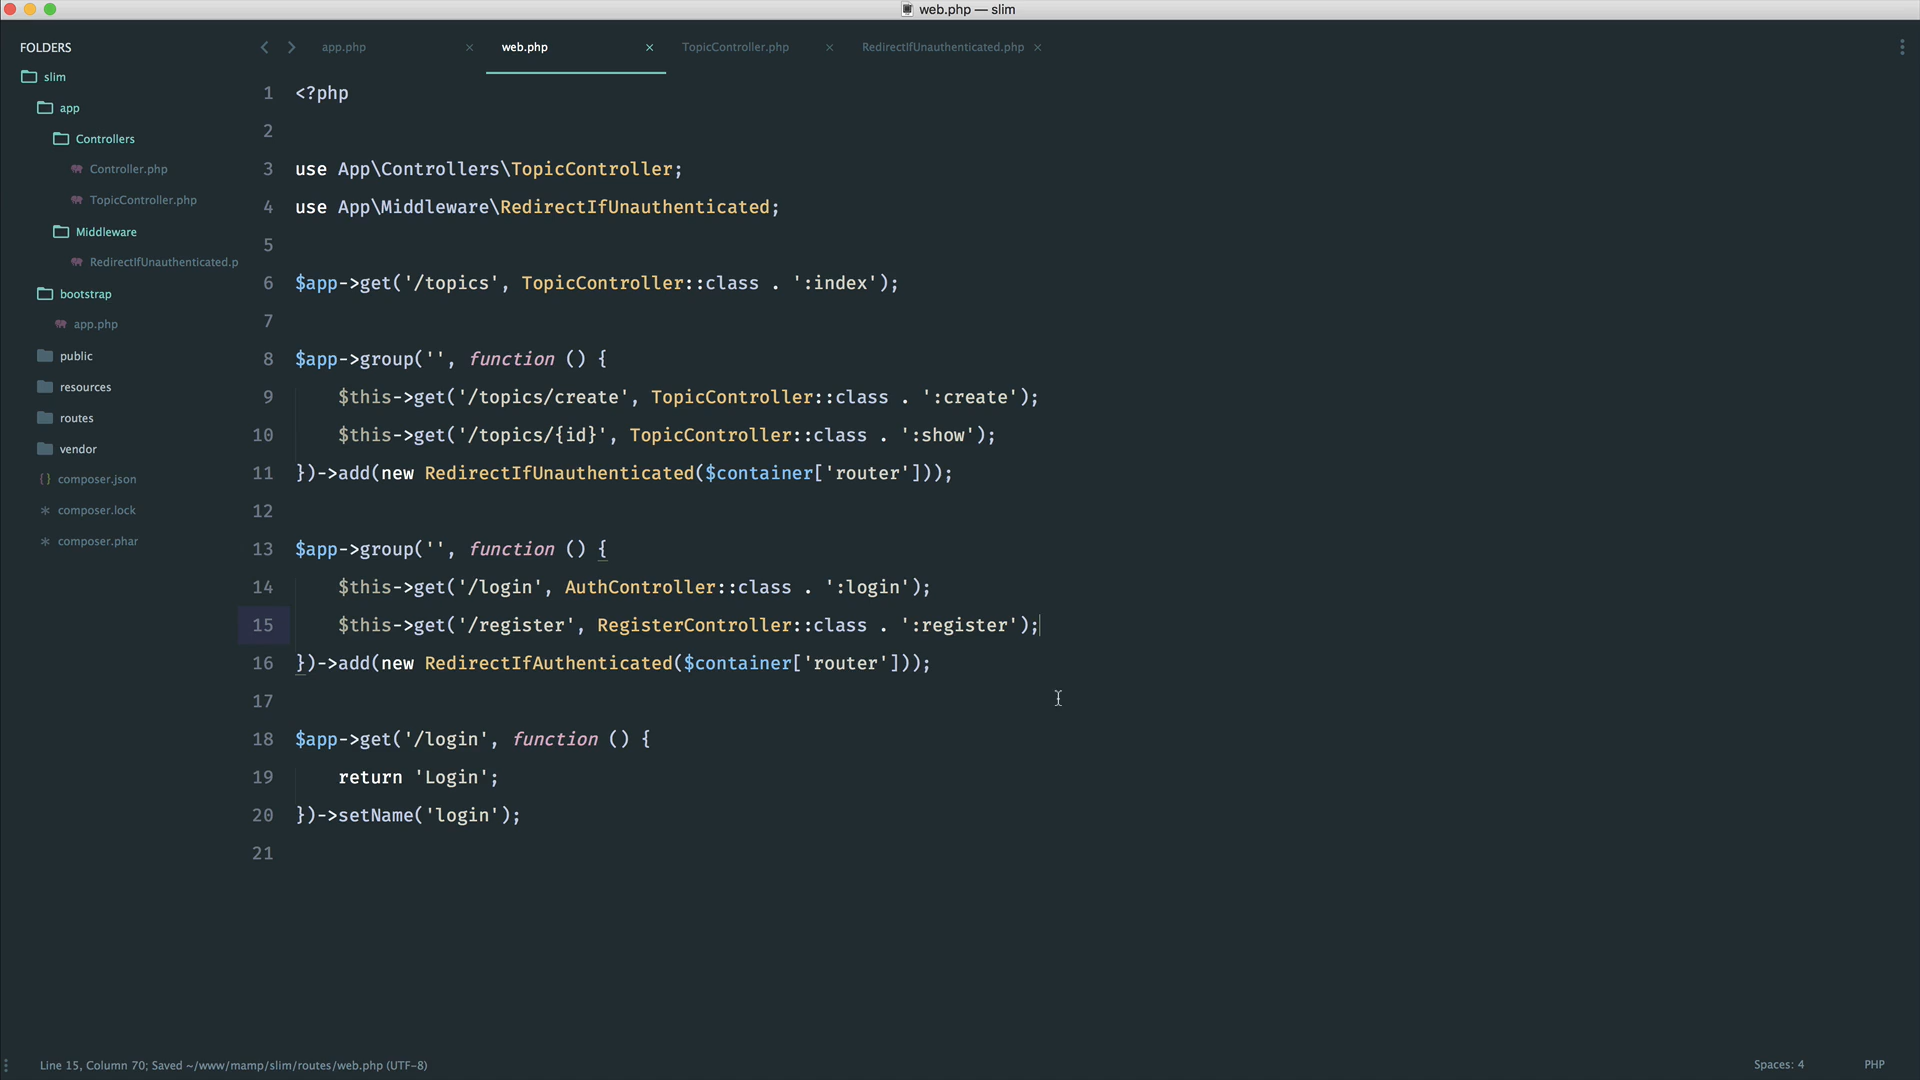 web.php — slim
FOLDERS
slim
app
Controllers
Controller.php
TopicController.php
Middleware
RedirectIfUnauthenticated.p
bootstrap
app.php
public
resources
routes
vendor
composer.json
composer.lock
composer.phar
app.php
web.php
TopicController.php
RedirectIfUnauthenticated.php
1 <?php
2
3 use App\Controllers\TopicController;
4 use App\Middleware\RedirectIfUnauthenticated;
5
6 $app->get('/topics', TopicController::class . ':index');
7
8 $app->group('', function () {
9 $this->get('/topics/create', TopicController::class . ':create');
10 $this->get('/topics/{id}', TopicController::class . ':show');
11 })->add(new RedirectIfUnauthenticated($container['router']));
12
13 $app->group('', function () {
14 $this->get('/login', AuthController::class . ':login');
15 $this->get('/register', RegisterController::class . ':register');
16 })->add(new RedirectIfAuthenticated($container['router']));
17
18 $app->get('/login', function () {
19 return 'Login';
20 })->setName('login');
21
Line 15, Column 70; Saved ~/www/mamp/slim/routes/web.php (UTF-8)
Spaces: 4
PHP